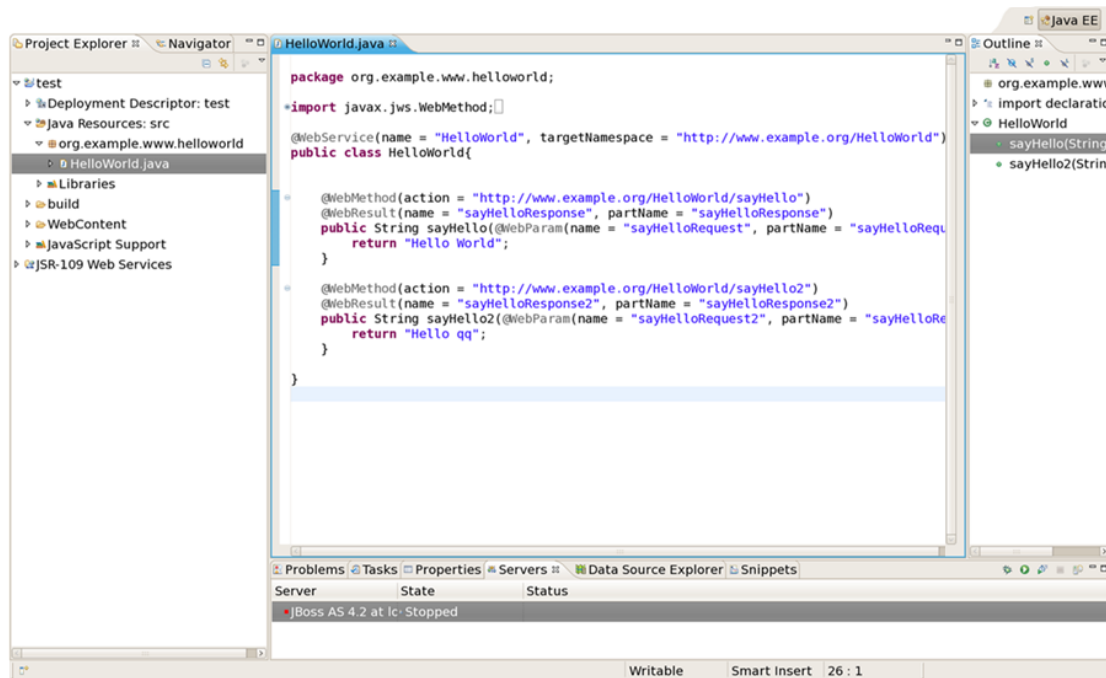 Java EE
Project Explorer
Navigator
test
Deployment Descriptor: test
Java Resources: src
org.example.www.helloworld
HelloWorld.java
Libraries
build
WebContent
JavaScript Support
JSR-109 Web Services
HelloWorld.java
package org.example.www.helloworld;
import javax.jws.WebMethod;
@WebService(name = "HelloWorld", targetNamespace = "http://www.example.org/HelloWorld")
public class HelloWorld{
@WebMethod(action = "http://www.example.org/HelloWorld/sayHello")
@WebResult(name = "sayHelloResponse", partName = "sayHelloResponse")
public String sayHello(@WebParam(name = "sayHelloRequest", partName = "sayHelloRequ
return "Hello World";
}
@WebMethod(action = "http://www.example.org/HelloWorld/sayHello2")
@WebResult(name = "sayHelloResponse2", partName = "sayHelloResponse2")
public String sayHello2(@WebParam(name = "sayHelloRequest2", partName = "sayHelloRe
return "Hello qq";
}
}
Outline
org.example.www
import declaratio
HelloWorld
sayHello(String
sayHello2(Strin
Problems Tasks Properties Servers Data Source Explorer Snippets
Server State Status
JBoss AS 4.2 at lc Stopped
Writable Smart Insert 26 : 1